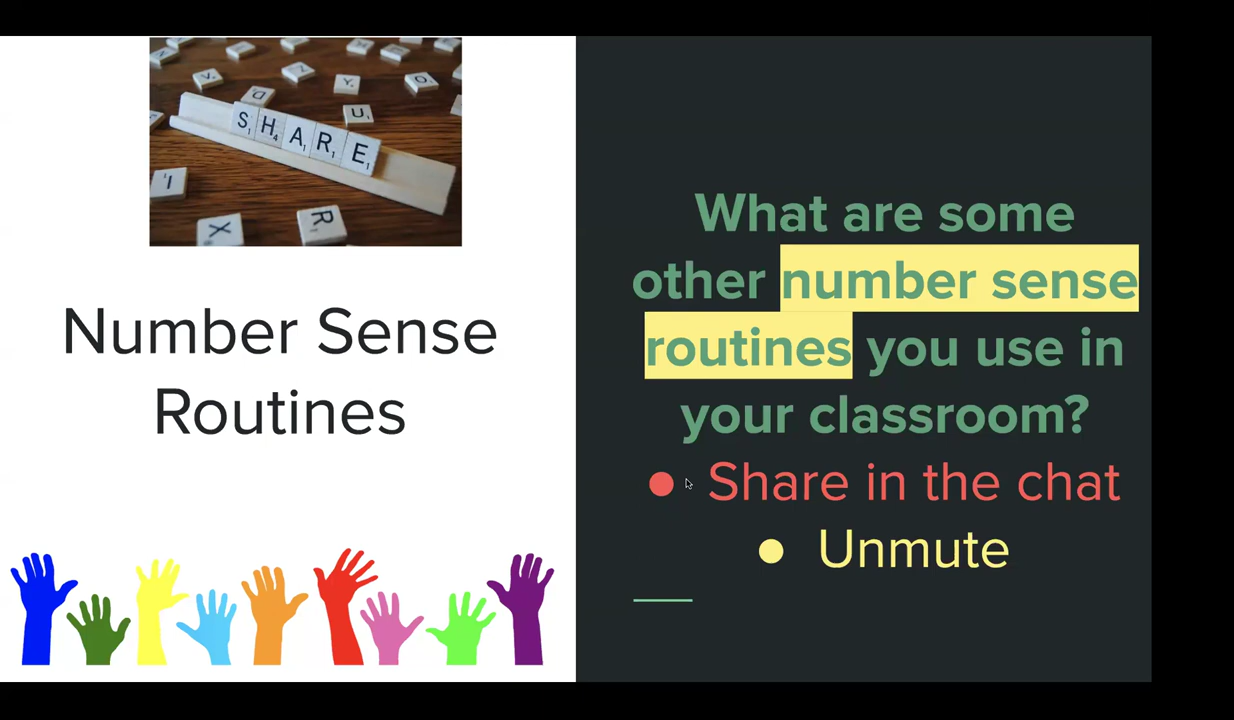 SHARE
Number Sense
Routines
What are some
other number sense
routines you use in
your classroom?
● Share in the chat
● Unmute